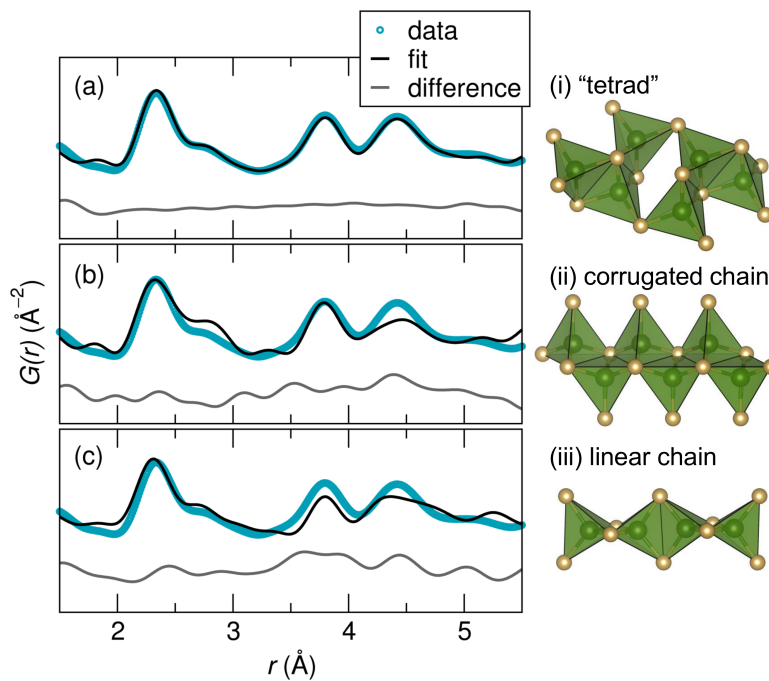 data
fit
difference
(a)
(i) “tetrad”
(b)
(ii) corrugated chain
G(r) (Å⁻²)
(c)
(iii) linear chain
2 3 4 5
r (Å)